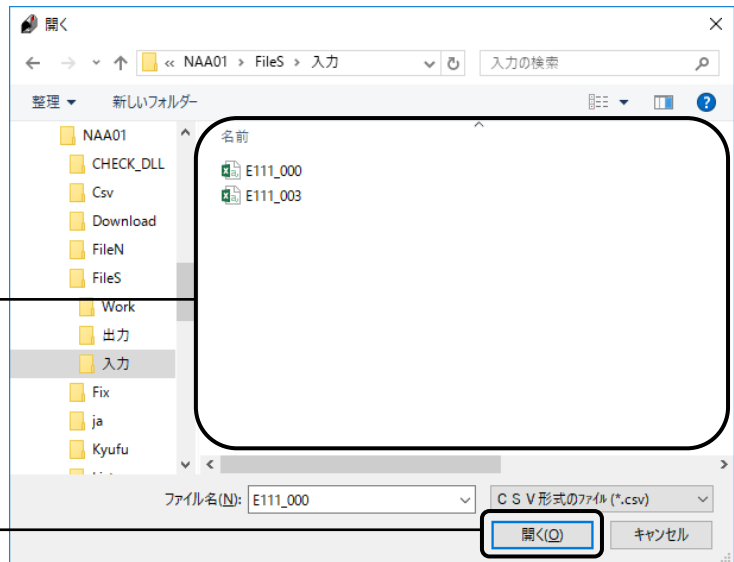 開く
« NAA01 › FileS › 入力
入力の検索
整理 ▼ 新しいフォルダー
NAA01
CHECK_DLL
Csv
Download
FileN
FileS
Work
出力
入力
Fix
ja
Kyufu
名前
E111_000
E111_003
ファイル名(N): E111_000
ＣＳＶ形式のﾌｧｲﾙ (*.csv)
開く(O)
キャンセル